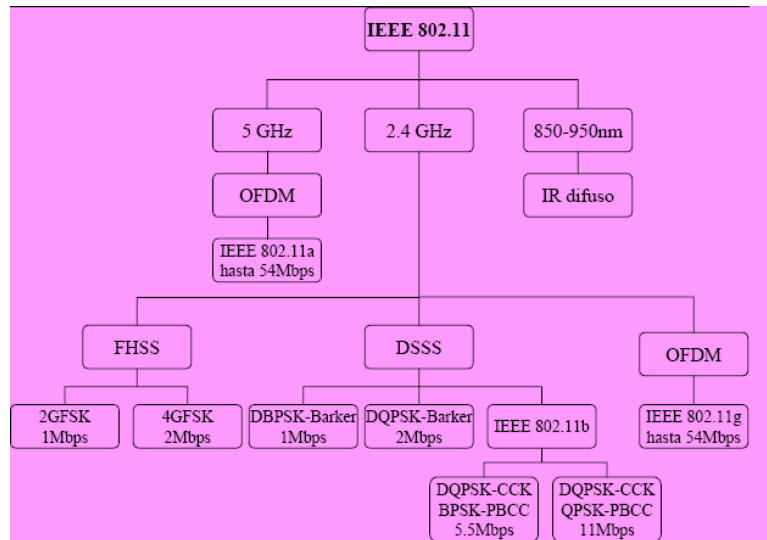 IEEE 802.11
5 GHz
2.4 GHz
850-950nm
OFDM
IR difuso
IEEE 802.11a
hasta 54Mbps
FHSS
DSSS
OFDM
2GFSK
1Mbps
4GFSK
2Mbps
DBPSK-Barker
1Mbps
DQPSK-Barker
2Mbps
IEEE 802.11b
IEEE 802.11g
hasta 54Mbps
DQPSK-CCK
BPSK-PBCC
5.5Mbps
DQPSK-CCK
QPSK-PBCC
11Mbps